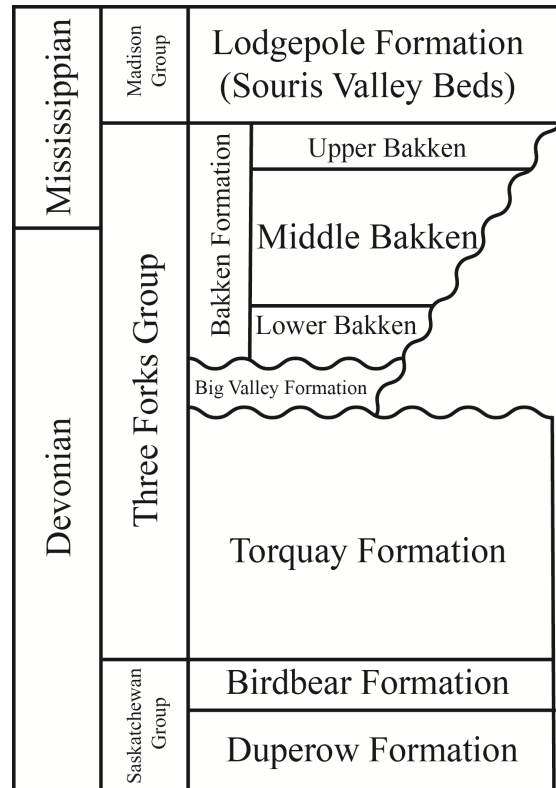 Mississippian
Devonian
Madison
Group
Three Forks Group
Saskatchewan
Group
Lodgepole Formation
(Souris Valley Beds)
Bakken Formation
Upper Bakken
Middle Bakken
Lower Bakken
Big Valley Formation
Torquay Formation
Birdbear Formation
Duperow Formation